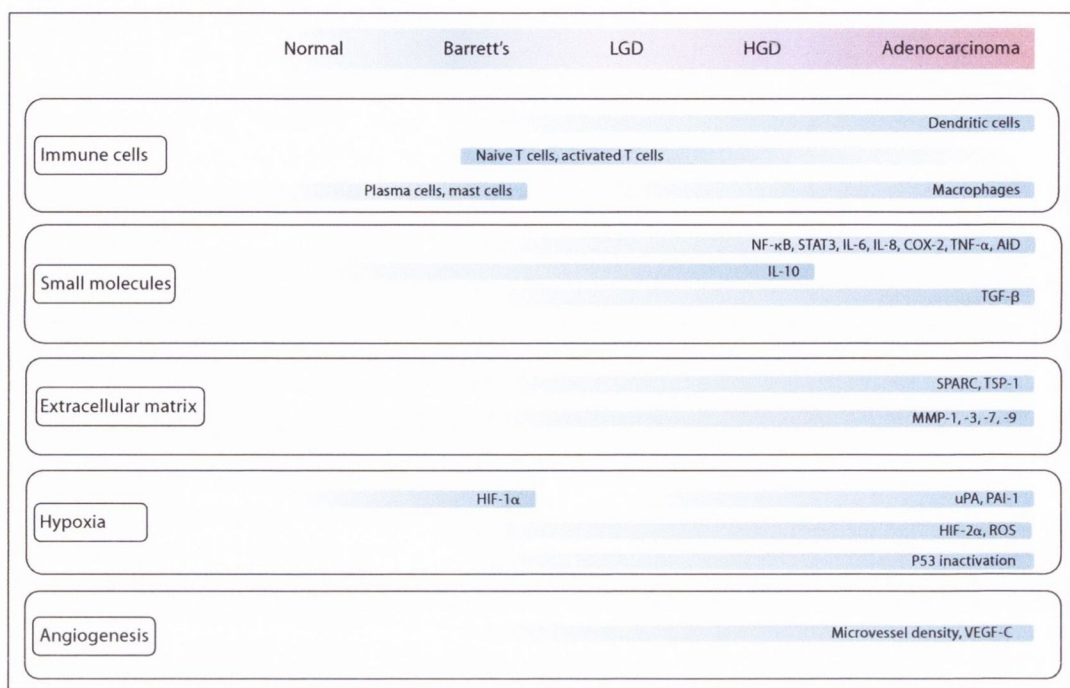 Normal Barrett's LGD HGD Adenocarcinoma
Immune cells
Dendritic cells
Naive T cells, activated T cells
Plasma cells, mast cells Macrophages
Small molecules
NF-κB, STAT3, IL-6, IL-8, COX-2, TNF-α, AID
IL-10
TGF-β
Extracellular matrix
SPARC, TSP-1
MMP-1, -3, -7, -9
Hypoxia
HIF-1α uPA, PAI-1
HIF-2α, ROS
P53 inactivation
Angiogenesis
Microvessel density, VEGF-C